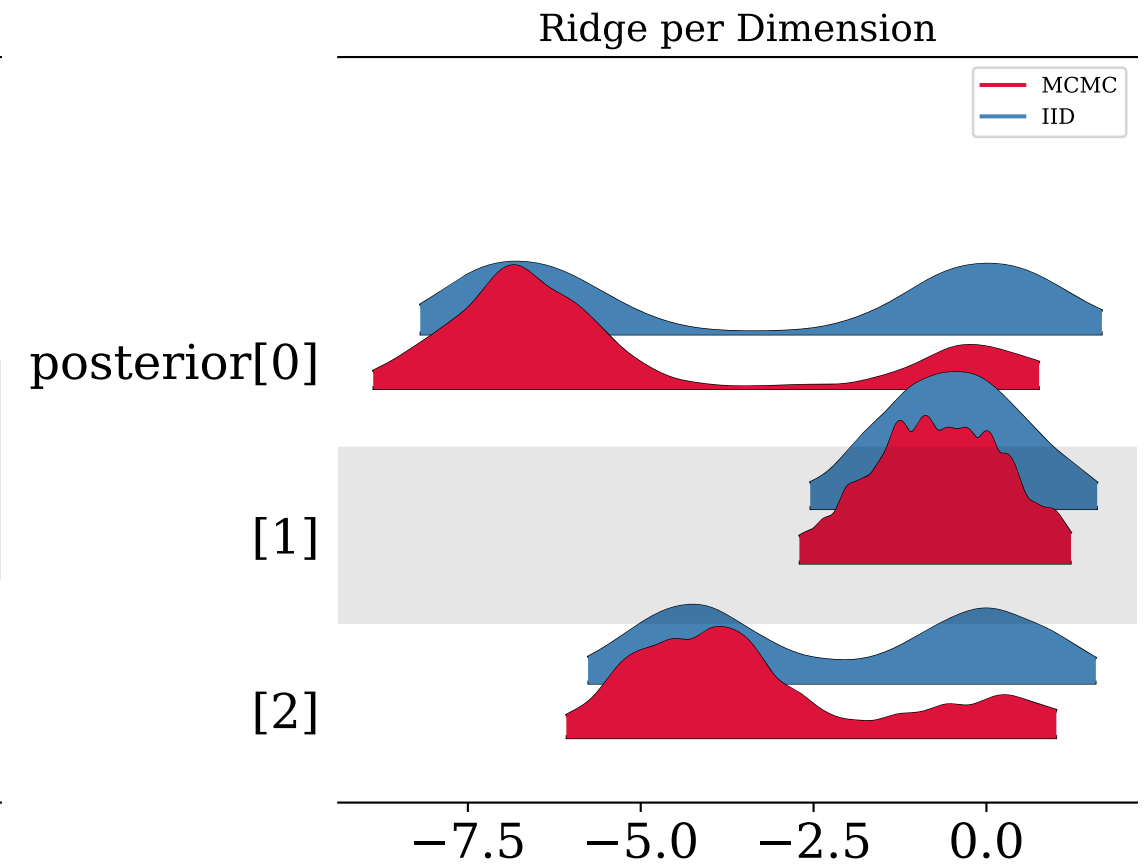 Ridge per Dimension
MCMC
IID
posterior[0]
[1]
[2]
−7.5 −5.0 −2.5 0.0